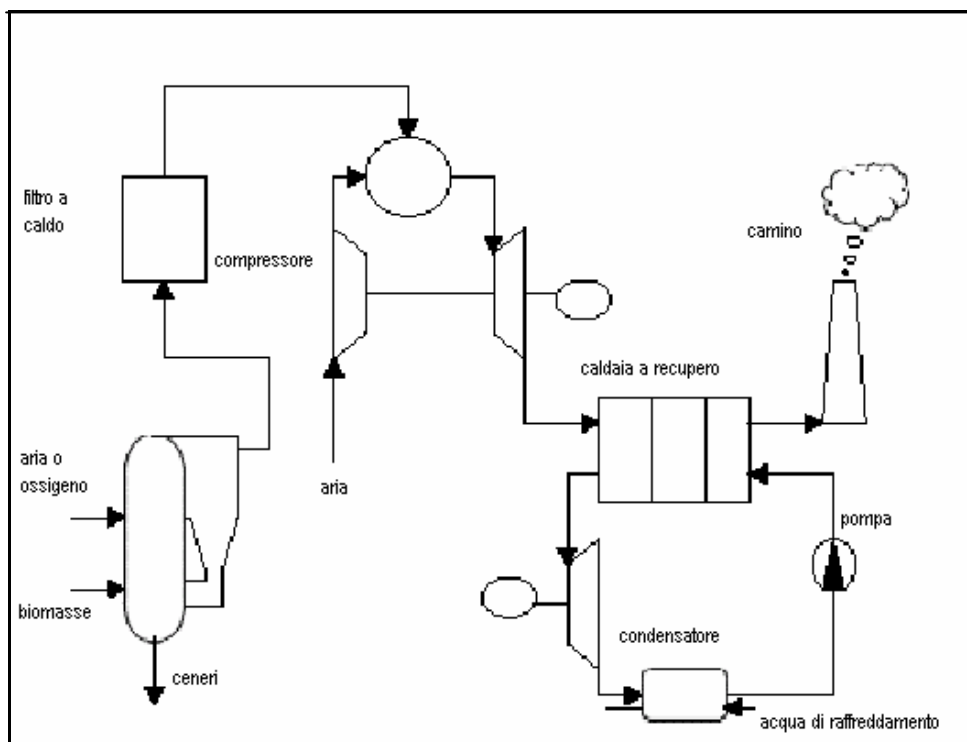 filtro a
caldo
compressore
camino
caldaia a recupero
aria o
ossigeno
aria
pompa
biomasse
condensatore
ceneri
acqua di raffreddamento